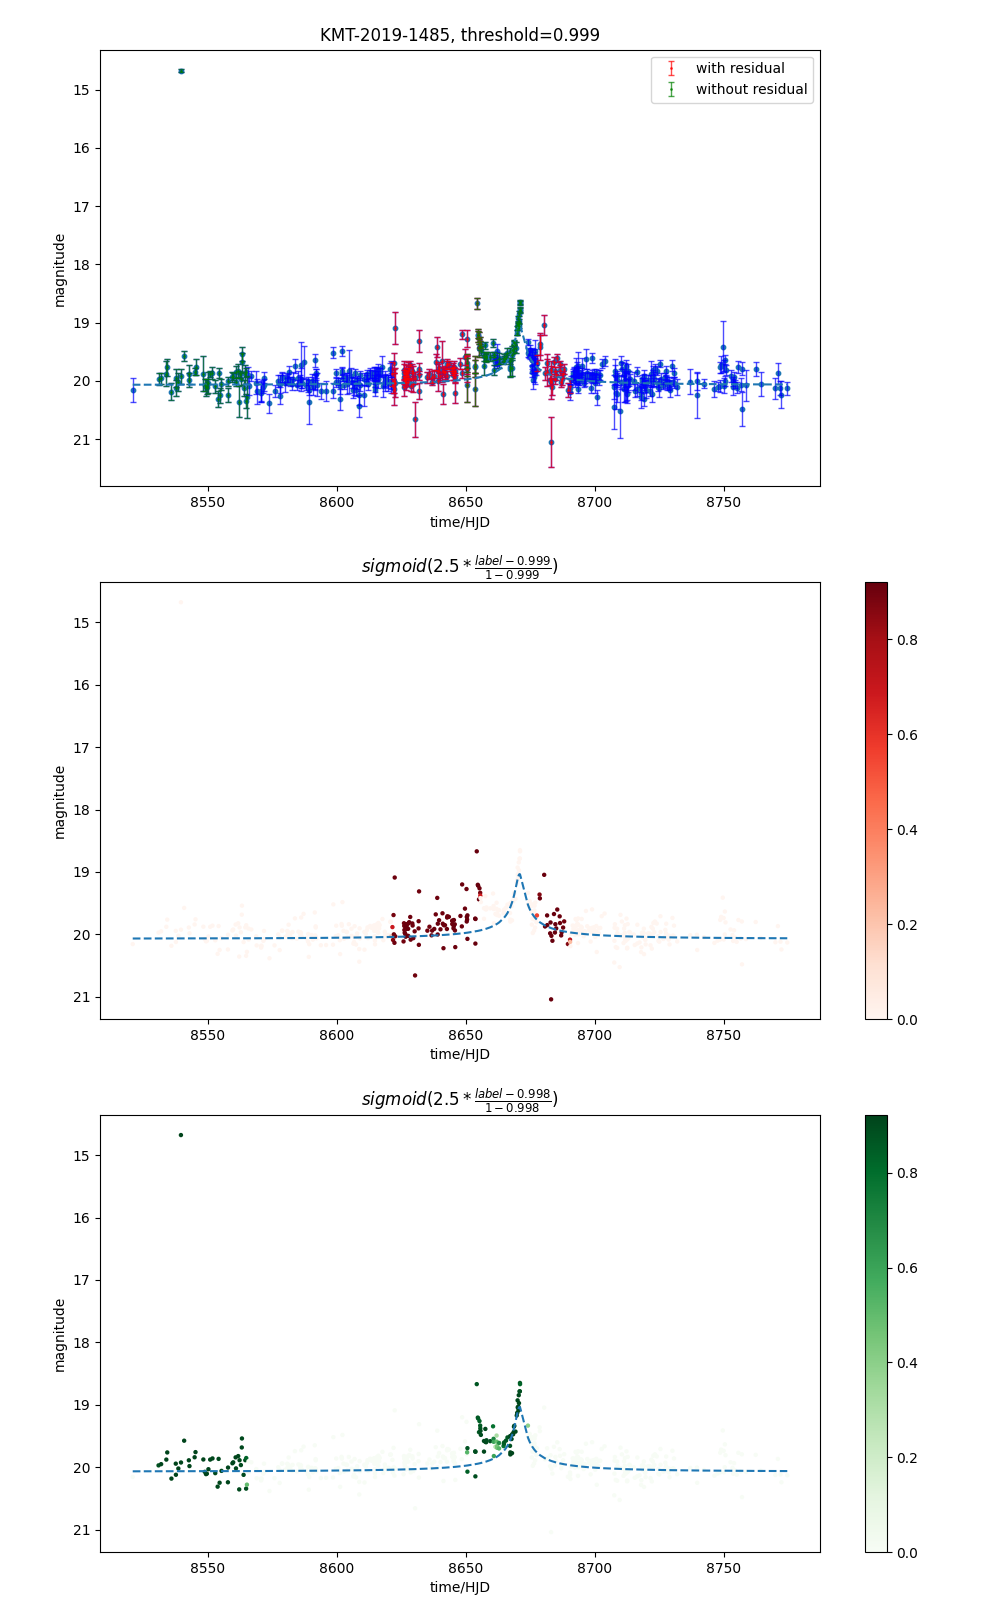 KMT-2019-1485, threshold=0.999
with residual
without residual
15
16
17
18
19
20
21
magnitude
8550 8600 8650 8700 8750
time/HJD
sigmoid(2.5 * \frac{label - 0.999}{1 - 0.999})
15
16
17
18
19
20
21
magnitude
8550 8600 8650 8700 8750
time/HJD
0.8
0.6
0.4
0.2
0.0
sigmoid(2.5 * \frac{label - 0.998}{1 - 0.998})
15
16
17
18
19
20
21
magnitude
8550 8600 8650 8700 8750
time/HJD
0.8
0.6
0.4
0.2
0.0